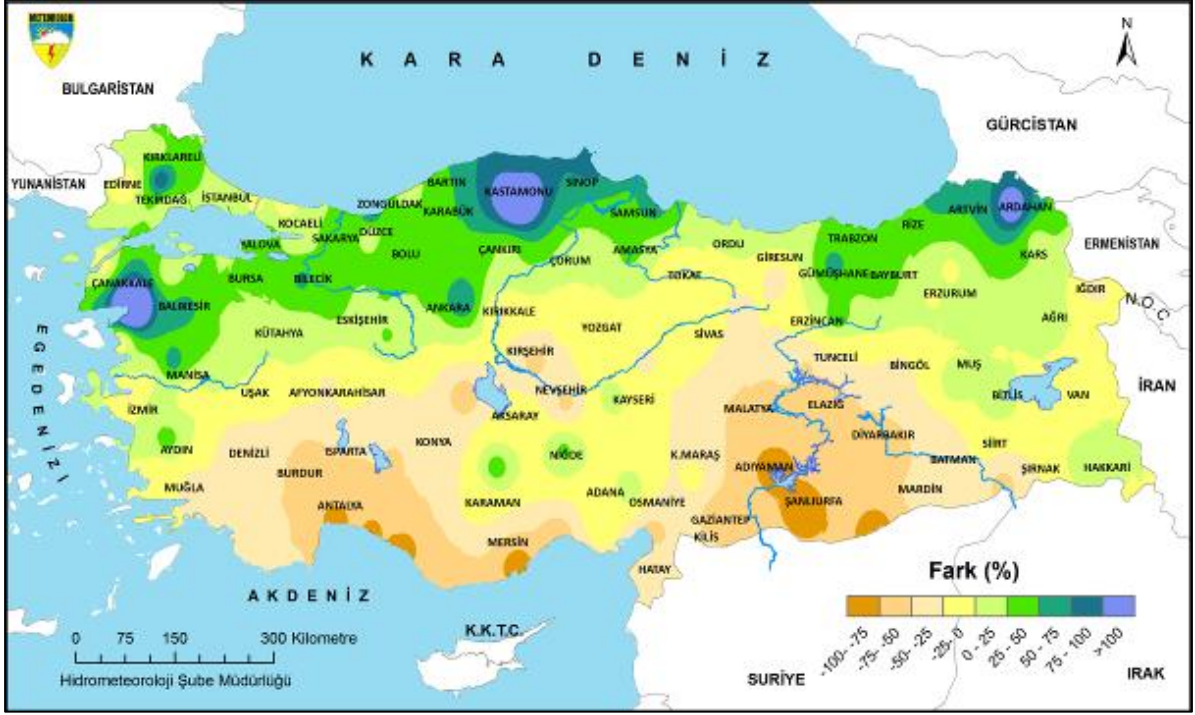 METEOROLOJİ
N
K A R A D E N İ Z
BULGARİSTAN
GÜRCİSTAN
YUNANİSTAN
ERMENİSTAN
N.Ö.C.
İRAN
E G E D E N İ Z İ
KIRKLARELİ
EDİRNE
TEKİRDAĞ
İSTANBUL
KOCAELİ
YALOVA
SAKARYA
DÜZCE
ZONGULDAK
BARTIN
KARABÜK
KASTAMONU
SİNOP
SAMSUN
BOLU
ÇANKIRI
ÇORUM
AMASYA
ORDU
TOKAT
GİRESUN
TRABZON
RİZE
ARTVİN
ARDAHAN
KARS
GÜMÜŞHANE
BAYBURT
ERZURUM
IĞDIR
AĞRI
ÇANAKKALE
BALIKESİR
BURSA
BİLECİK
ESKİŞEHİR
KÜTAHYA
ANKARA
KIRIKKALE
YOZGAT
SİVAS
ERZİNCAN
KIRŞEHİR
NEVŞEHİR
TUNCELİ
BİNGÖL
MUŞ
BİTLİS
VAN
MANİSA
UŞAK
AFYONKARAHİSAR
İZMİR
AYDIN
DENİZLİ
ISPARTA
BURDUR
MUĞLA
ANTALYA
KONYA
AKSARAY
KAYSERİ
NİĞDE
KARAMAN
ADANA
MERSİN
OSMANİYE
K.MARAŞ
MALATYA
ELAZIĞ
ADIYAMAN
DİYARBAKIR
BATMAN
SİİRT
ŞIRNAK
HAKKARİ
MARDİN
ŞANLIURFA
GAZİANTEP
KİLİS
HATAY
A K D E N İ Z
K.K.T.C.
SURİYE
IRAK
Fark (%)
-100- -75
-75- -50
-50- -25
-25- 0
0 - 25
25 - 50
50 - 75
75 - 100
>100
0 75 150 300 Kilometre
Hidrometeoroloji Şube Müdürlüğü